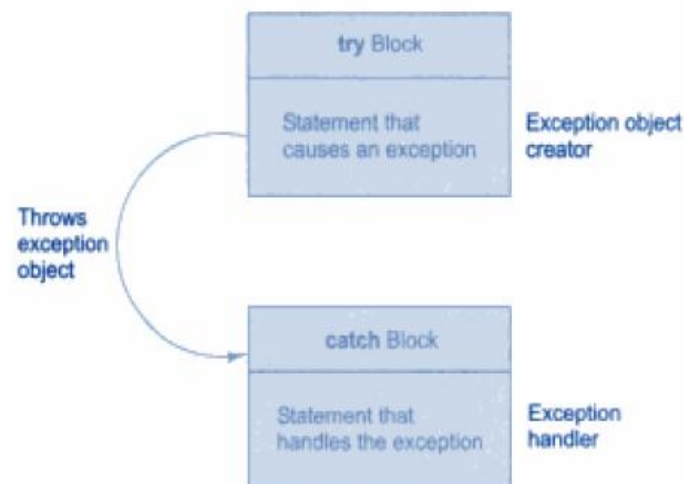 try Block
Statement that
causes an exception
Exception object
creator
Throws
exception
object
catch Block
Statement that
handles the exception
Exception
handler